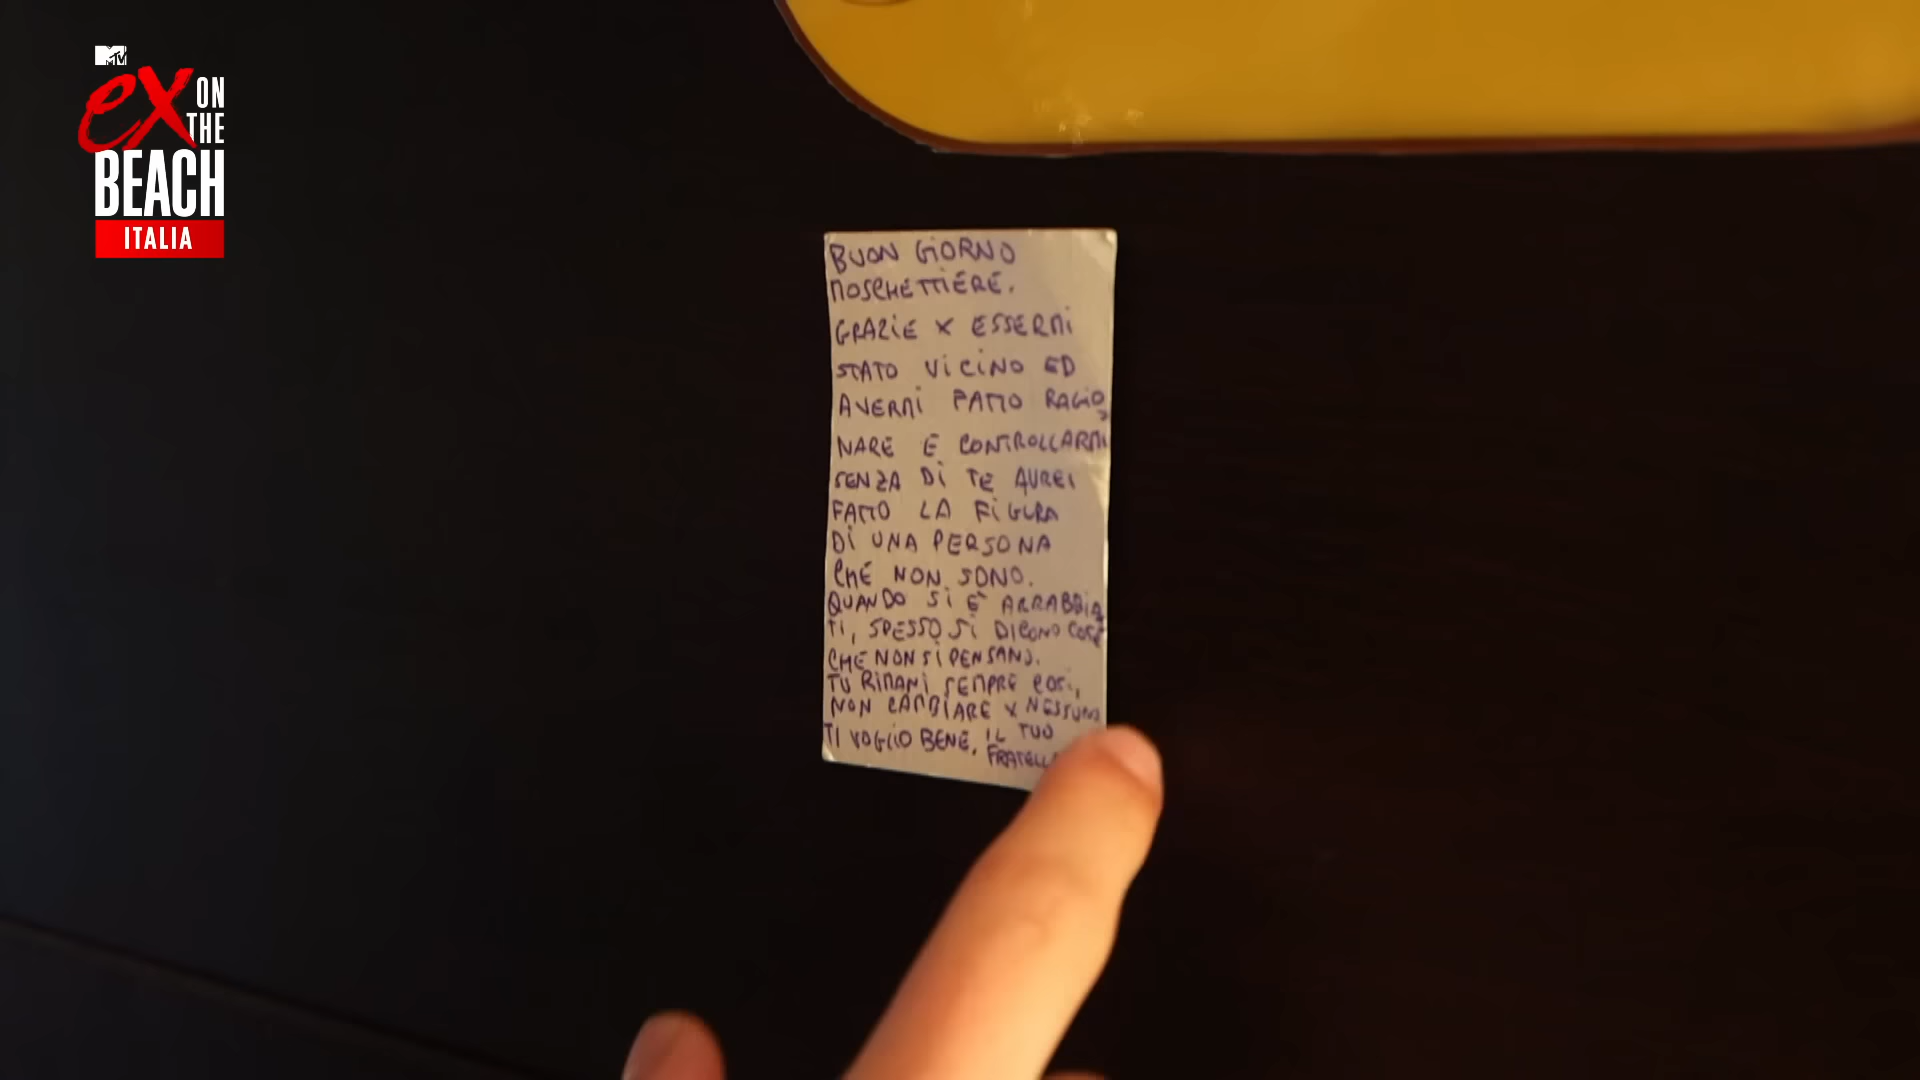 MTV
ex ON
THE
BEACH
ITALIA
BUON GIORNO
MOSCHETTIERE.
GRAZIE X ESSERMI
STATO VICINO ED
AVERMI FATTO RAGIO
NARE E CONTROLLARMI
SENZA DI TE AVREI
FATTO LA FIGURA
DI UNA PERSONA
CHE NON SONO.
QUANDO SI È ARRABBIA
TI, SPESSO SI DICONO COSE
CHE NON SI PENSANO.
TU RIMANI SEMPRE COSÌ,
NON CAMBIARE X NESSUNO
TI VOGLIO BENE, IL TUO
FRATELL